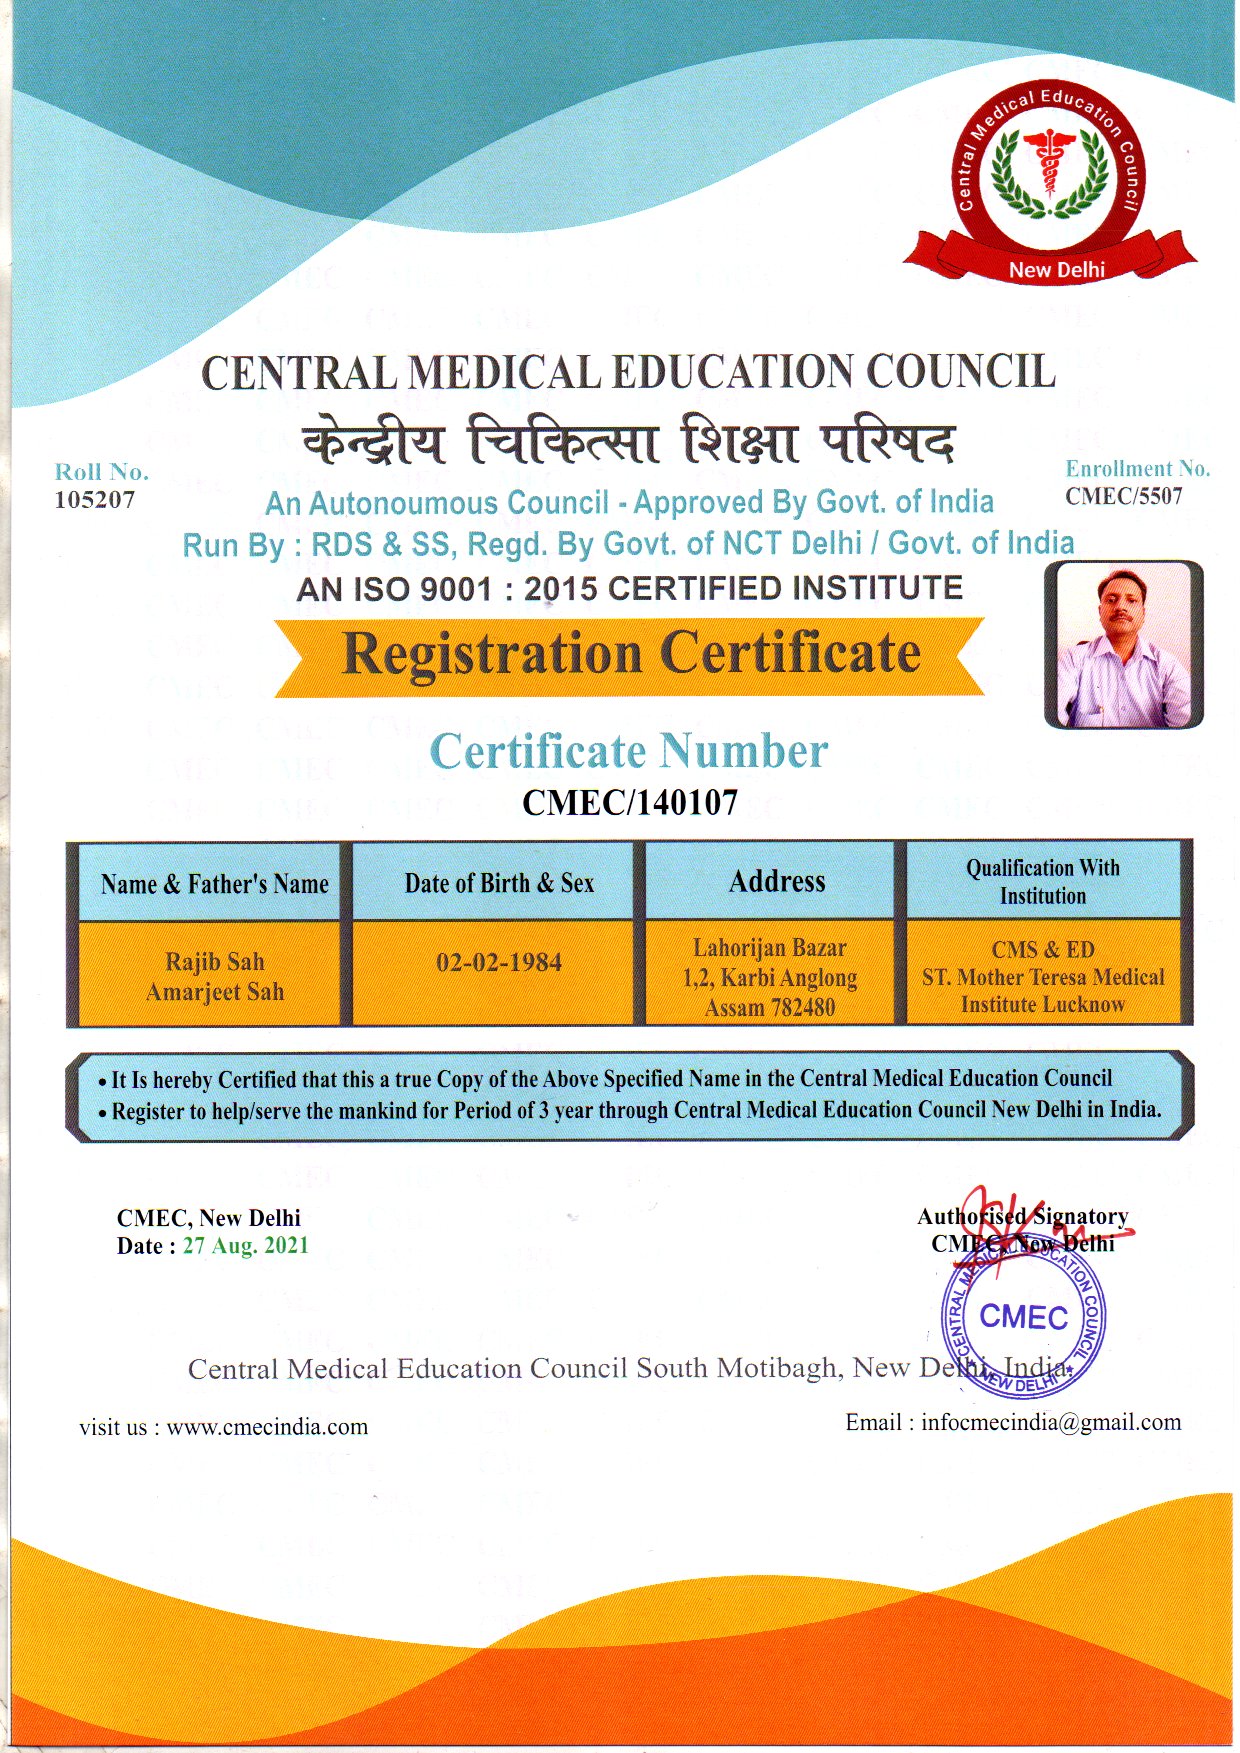 Central Medical Education Council
New Delhi
CENTRAL MEDICAL EDUCATION COUNCIL
केन्द्रीय चिकित्सा शिक्षा परिषद
Roll No.
105207
Enrollment No.
CMEC/5507
An Autonoumous Council - Approved By Govt. of India
Run By : RDS & SS, Regd. By Govt. of NCT Delhi / Govt. of India
AN ISO 9001 : 2015 CERTIFIED INSTITUTE
Registration Certificate
Certificate Number
CMEC/140107
Name & Father's Name
Date of Birth & Sex
Address
Qualification With
Institution
Rajib Sah
Amarjeet Sah
02-02-1984
Lahorijan Bazar
1,2, Karbi Anglong
Assam 782480
CMS & ED
ST. Mother Teresa Medical
Institute Lucknow
• It Is hereby Certified that this a true Copy of the Above Specified Name in the Central Medical Education Council
• Register to help/serve the mankind for Period of 3 year through Central Medical Education Council New Delhi in India.
CMEC, New Delhi
Date : 27 Aug. 2021
Authorised Signatory
CMEC, New Delhi
CENTRAL MEDICAL EDUCATION COUNCIL
CMEC
NEW DELHI
Central Medical Education Council South Motibagh, New Delhi, India.
visit us : www.cmecindia.com
Email : infocmecindia@gmail.com